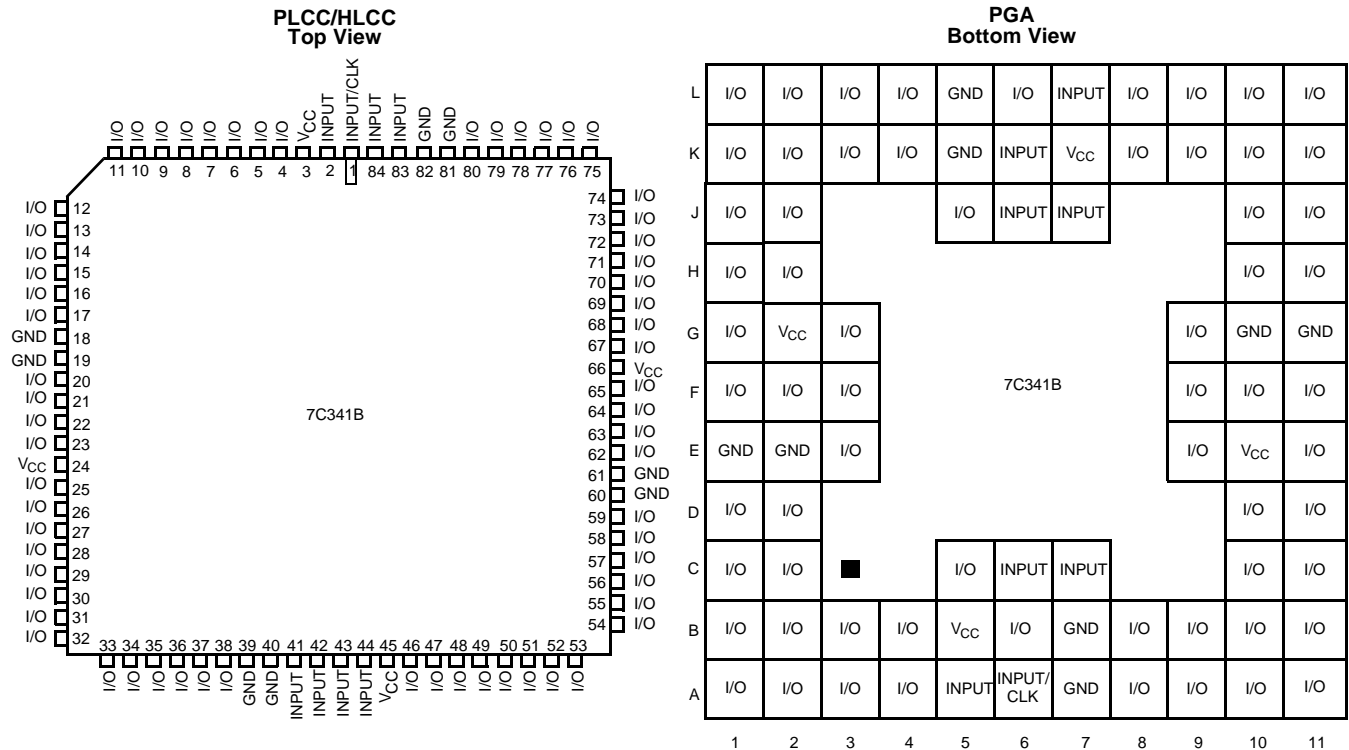 PLCC/HLCC
Top View
I/O I/O I/O I/O I/O I/O I/O I/O VCC INPUT INPUT/CLK INPUT INPUT GND GND I/O I/O I/O I/O I/O I/O
11 10 9 8 7 6 5 4 3 2 1 84 83 82 81 80 79 78 77 76 75
I/O 12
I/O 13
I/O 14
I/O 15
I/O 16
I/O 17
GND 18
GND 19
I/O 20
I/O 21
I/O 22
I/O 23
VCC 24
I/O 25
I/O 26
I/O 27
I/O 28
I/O 29
I/O 30
I/O 31
I/O 32
7C341B
74 I/O
73 I/O
72 I/O
71 I/O
70 I/O
69 I/O
68 I/O
67 I/O
66 VCC
65 I/O
64 I/O
63 I/O
62 I/O
61 GND
60 GND
59 I/O
58 I/O
57 I/O
56 I/O
55 I/O
54 I/O
33 34 35 36 37 38 39 40 41 42 43 44 45 46 47 48 49 50 51 52 53
I/O I/O I/O I/O I/O I/O GND GND INPUT INPUT INPUT INPUT VCC I/O I/O I/O I/O I/O I/O I/O I/O
PGA
Bottom View
L I/O I/O I/O I/O GND I/O INPUT I/O I/O I/O I/O
K I/O I/O I/O I/O GND INPUT VCC I/O I/O I/O I/O
J I/O I/O I/O INPUT INPUT I/O I/O
H I/O I/O I/O I/O
G I/O VCC I/O I/O GND GND
F I/O I/O I/O 7C341B I/O I/O I/O
E GND GND I/O I/O VCC I/O
D I/O I/O I/O I/O
C I/O I/O I/O INPUT INPUT I/O I/O
B I/O I/O I/O I/O VCC I/O GND I/O I/O I/O I/O
A I/O I/O I/O I/O INPUT INPUT/CLK GND I/O I/O I/O I/O
1 2 3 4 5 6 7 8 9 10 11